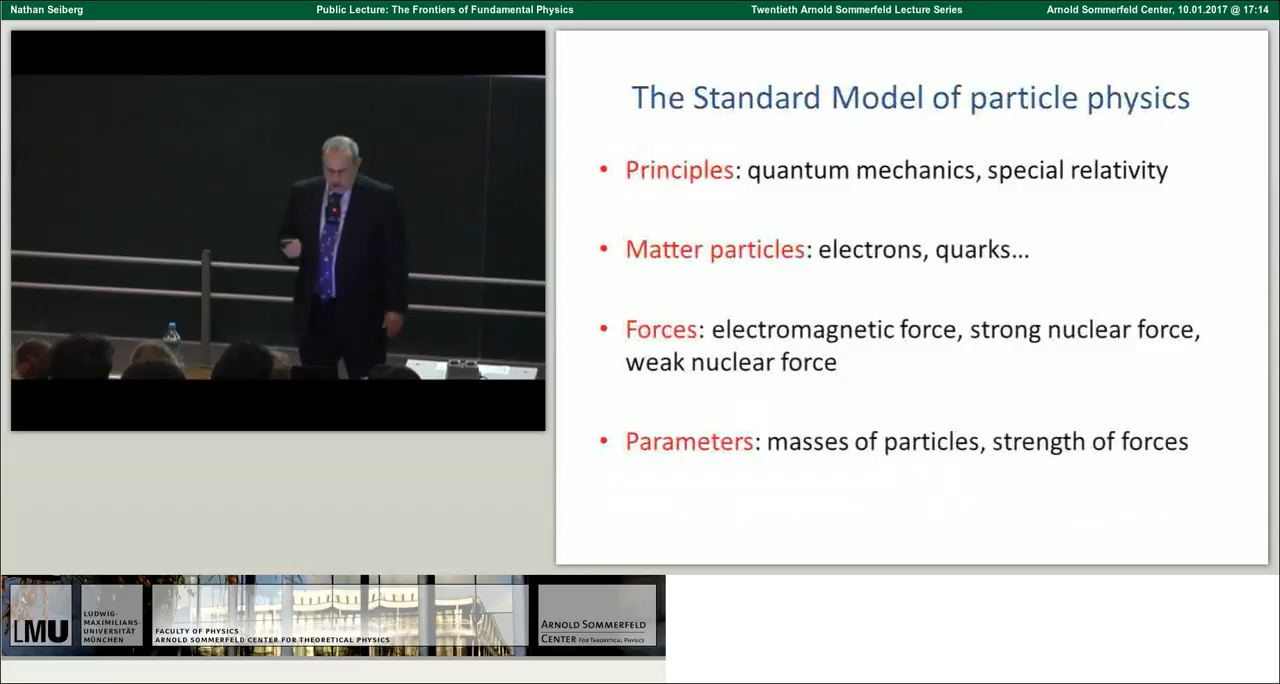 Nathan Seiberg
Public Lecture: The Frontiers of Fundamental Physics
Twentieth Arnold Sommerfeld Lecture Series
Arnold Sommerfeld Center, 10.01.2017 @ 17:14
The Standard Model of particle physics
• Principles: quantum mechanics, special relativity
• Matter particles: electrons, quarks...
• Forces: electromagnetic force, strong nuclear force,
weak nuclear force
• Parameters: masses of particles, strength of forces
LMU
LUDWIG-
MAXIMILIANS
UNIVERSITÄT
MÜNCHEN
FACULTY OF PHYSICS
ARNOLD SOMMERFELD CENTER FOR THEORETICAL PHYSICS
ARNOLD SOMMERFELD
CENTER FOR THEORETICAL PHYSICS